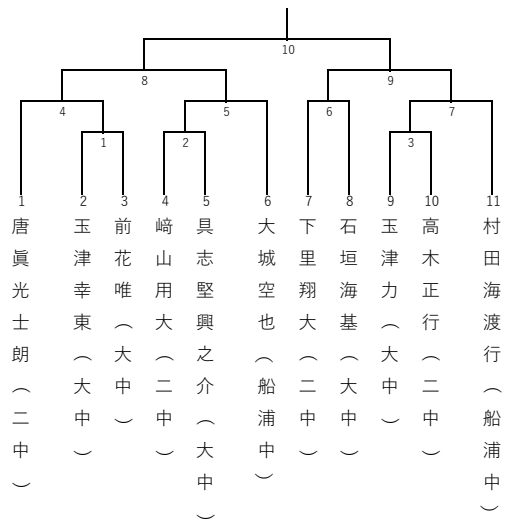 10
8
9
4
5
6
7
1
2
3
1 唐眞光士朗（二中）
2 玉津幸東（大中）
3 前花唯（大中）
4 﨑山用大（二中）
5 具志堅興之介（大中）
6 大城空也（船浦中）
7 下里翔大（二中）
8 石垣海基（大中）
9 玉津力（大中）
10 高木正行（二中）
11 村田海渡行（船浦中）